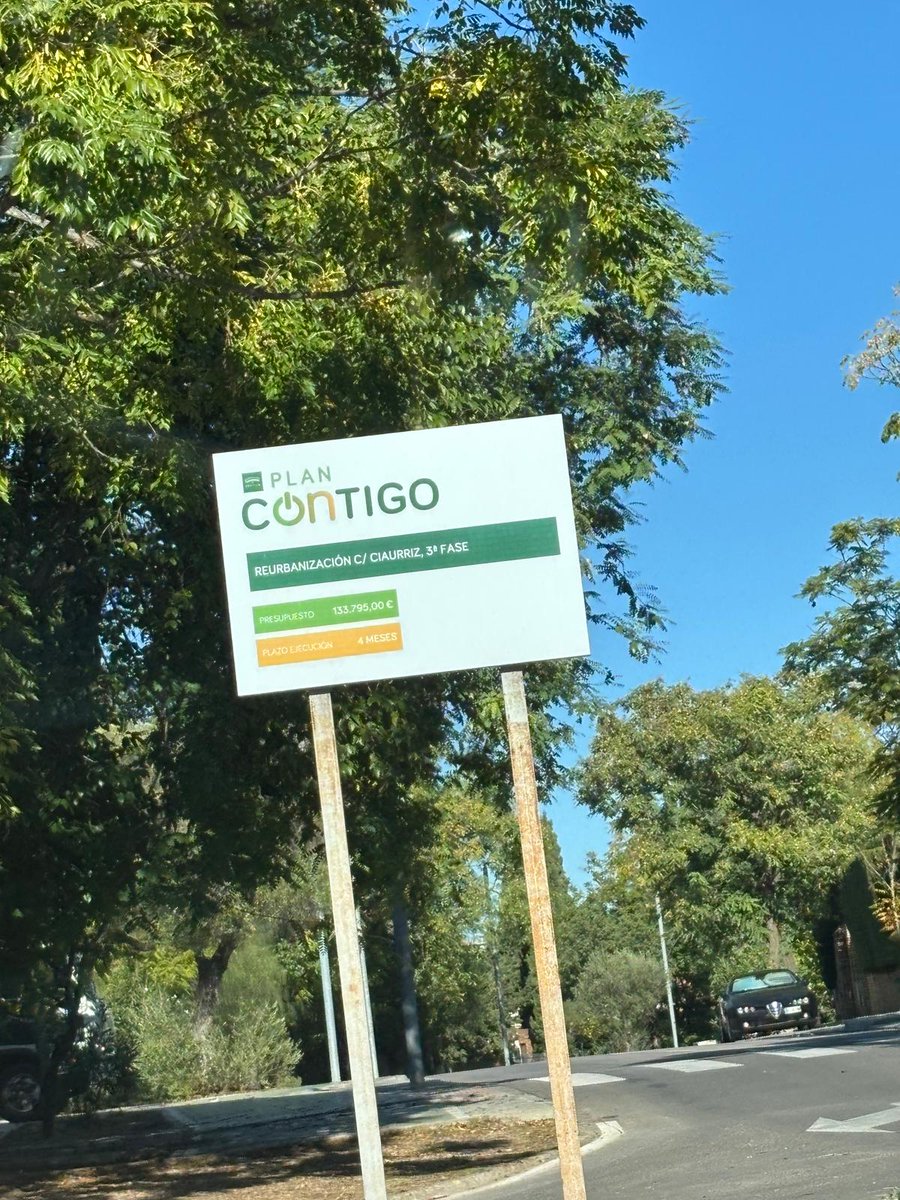 PLAN
CONTIGO
REURBANIZACIÓN C/ CIAURRIZ, 3ª FASE
PRESUPUESTO 133.795,00 €
PLAZO EJECUCIÓN 4 MESES